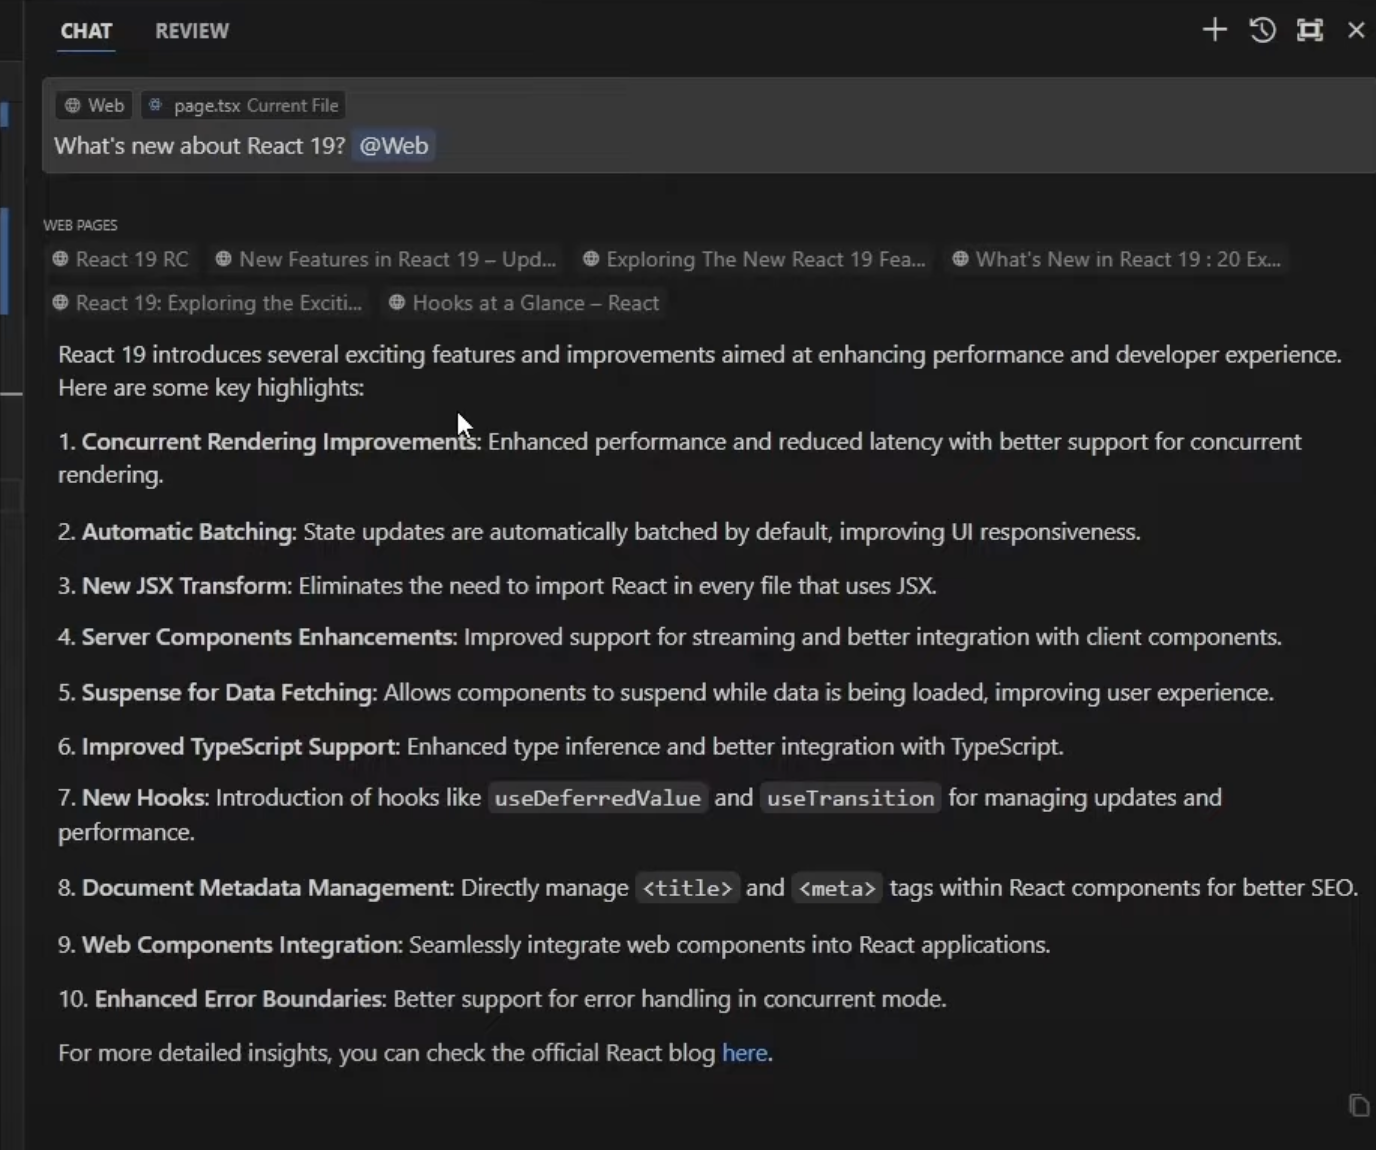 CHAT REVIEW
Web page.tsx Current File
What's new about React 19? @Web
WEB PAGES
React 19 RC New Features in React 19 – Upd... Exploring The New React 19 Fea... What's New in React 19 : 20 Ex...
React 19: Exploring the Exciti... Hooks at a Glance – React
React 19 introduces several exciting features and improvements aimed at enhancing performance and developer experience.
Here are some key highlights:
1. Concurrent Rendering Improvements: Enhanced performance and reduced latency with better support for concurrent
rendering.
2. Automatic Batching: State updates are automatically batched by default, improving UI responsiveness.
3. New JSX Transform: Eliminates the need to import React in every file that uses JSX.
4. Server Components Enhancements: Improved support for streaming and better integration with client components.
5. Suspense for Data Fetching: Allows components to suspend while data is being loaded, improving user experience.
6. Improved TypeScript Support: Enhanced type inference and better integration with TypeScript.
7. New Hooks: Introduction of hooks like useDeferredValue and useTransition for managing updates and
performance.
8. Document Metadata Management: Directly manage <title> and <meta> tags within React components for better SEO.
9. Web Components Integration: Seamlessly integrate web components into React applications.
10. Enhanced Error Boundaries: Better support for error handling in concurrent mode.
For more detailed insights, you can check the official React blog here.